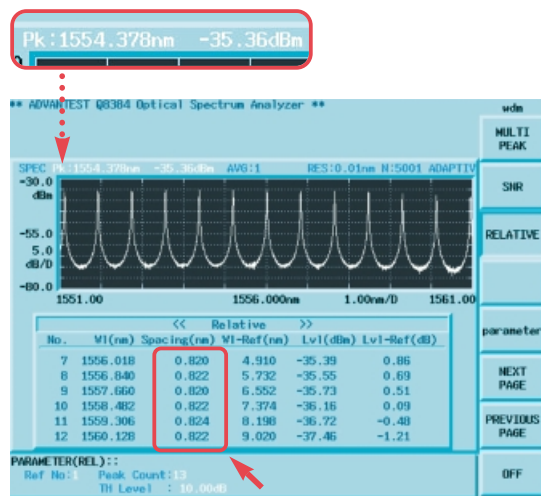 Pk:1554.378nm -35.36dBm
** ADVANTEST Q8384 Optical Spectrum Analyzer **
wdm
MULTI PEAK
SPEC Pk:1554.378nm -35.36dBm AVG:1 RES:0.01nm N:5001 ADAPTIV
-30.0
dBm
SNR
-55.0
RELATIVE
5.0
dB/D
-80.0
1551.00 1556.000nm 1.00nm/D 1561.00
<< Relative >>
No. Wl(nm) Spacing(nm) Wl-Ref(nm) Lvl(dBm) Lvl-Ref(dB)
parameter
7 1556.018 0.820 4.910 -35.39 0.86
8 1556.840 0.822 5.732 -35.55 0.69
9 1557.660 0.820 6.552 -35.73 0.51
10 1558.482 0.822 7.374 -36.16 0.09
11 1559.306 0.824 8.198 -36.72 -0.48
12 1560.128 0.822 9.020 -37.46 -1.21
NEXT PAGE
PREVIOUS PAGE
PARAMETER(REL)::
Ref No:1 Peak Count:13
TH Level : 10.00dB
OFF